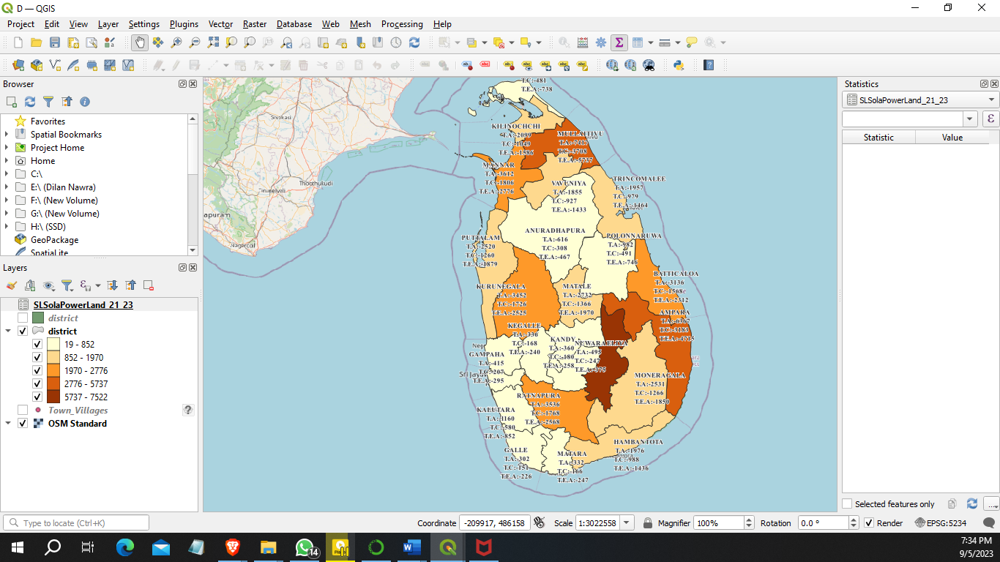 D — QGIS
Project Edit View Layer Settings Plugins Vector Raster Database Web Mesh Processing Help
Browser
Favorites
Spatial Bookmarks
Project Home
Home
C:\
E:\ (Dilan Nawra)
F:\ (New Volume)
G:\ (New Volume)
H:\ (SSD)
GeoPackage
SpatiaLite
Layers
SLSolaPowerLand_21_23
district
district
19 - 852
852 - 1970
1970 - 2776
2776 - 5737
5737 - 7522
Town_Villages
OSM Standard
Sivakasi
Thoothukudi
Tirunelveli
apuram
Nagercoil
T.C:-481
T.E.A:-738
KILINOCHCHI
T.A:-2099
T.C:-1049
T.E.A:-1586
MULLAITIVU
T.A:-7417
T.C:-3708
T.E.A:-5737
MANNAR
T.A:-3612
T.C:-1806
T.E.A:-2776
VAVENIYA
T.A:-1855
T.C:-927
T.E.A:-1433
TRINCOMALEE
T.A:-1957
T.C:-979
T.E.A:-1464
ANURADHAPURA
T.A:-616
T.C:-308
T.E.A:-467
POLONNARUWA
T.A:-982
T.C:-491
T.E.A:-746
PUTTALAM
T.A:-2520
T.C:-1260
T.E.A:-1879
BATTICALOA
T.A:-3136
T.C:-1568
T.E.A:-2312
KURUNEGALA
T.A:-3452
T.C:-1726
T.E.A:-2525
MATALE
T.A:-2732
T.C:-1366
T.E.A:-1970
AMPARA
T.A:-6367
T.C:-3183
T.E.A:-4715
KEGALLE
T.A:-336
T.C:-168
T.E.A:-240
KANDY
T.A:-360
T.C:-180
T.E.A:-258
NUWARAELIYA
T.A:-495
T.C:-247
T.E.A:-375
Neg
GAMPAHA
T.A:-415
T.C:-207
T.E.A:-295
Sri Jayaw
MONERAGALA
T.A:-2531
T.C:-1266
T.E.A:-1850
RATNAPURA
T.A:-3536
T.C:-1768
T.E.A:-2568
KALUTARA
T.A:-1160
T.C:-580
T.E.A:-852
HAMBANTOTA
T.A:-1976
T.C:-988
T.E.A:-1436
GALLE
T.A:-302
T.C:-151
T.E.A:-226
MATARA
T.A:-332
T.C:-166
T.E.A:-247
Statistics
SLSolaPowerLand_21_23
Statistic Value
Selected features only
Type to locate (Ctrl+K)
Coordinate -209917, 486158 Scale 1:3022558 Magnifier 100% Rotation 0.0 ° Render EPSG:5234
14
7:34 PM
9/5/2023